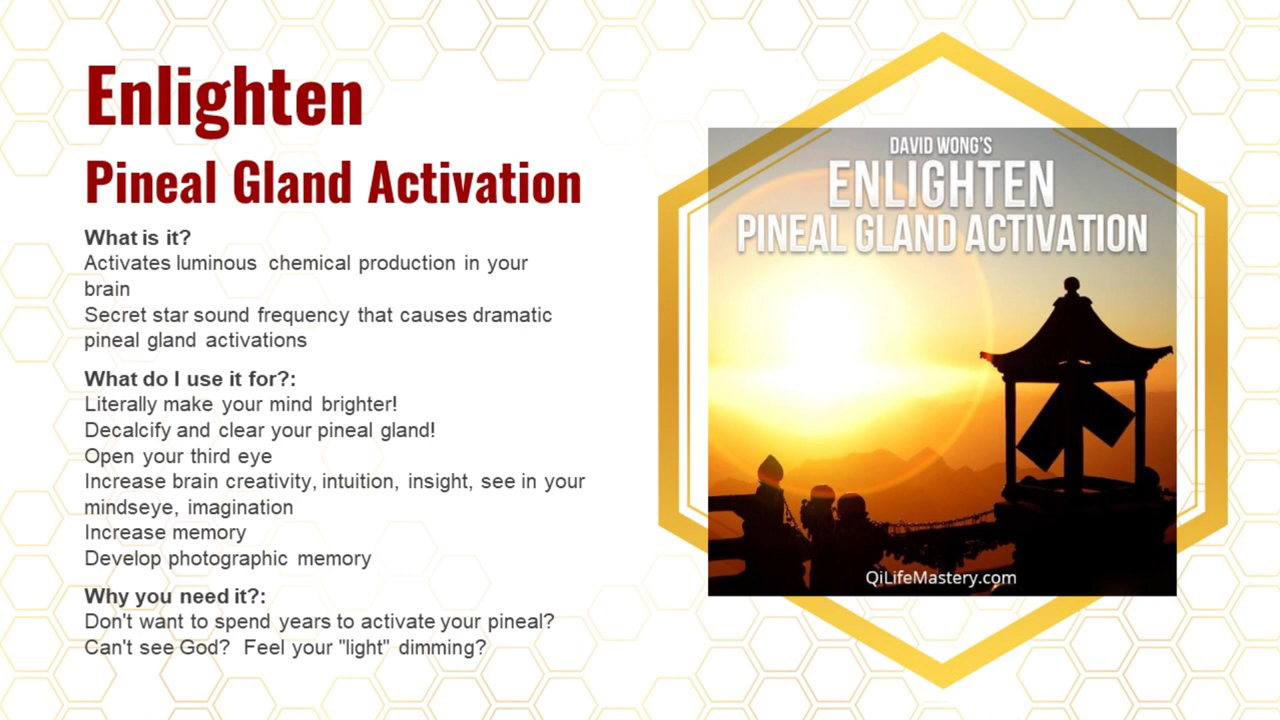 Enlighten
Pineal Gland Activation
What is it?
Activates luminous chemical production in your
brain
Secret star sound frequency that causes dramatic
pineal gland activations
What do I use it for?:
Literally make your mind brighter!
Decalcify and clear your pineal gland!
Open your third eye
Increase brain creativity, intuition, insight, see in your
mindseye, imagination
Increase memory
Develop photographic memory
Why you need it?:
Don't want to spend years to activate your pineal?
Can't see God? Feel your "light" dimming?
DAVID WONG'S
ENLIGHTEN
PINEAL GLAND ACTIVATION
QiLifeMastery.com